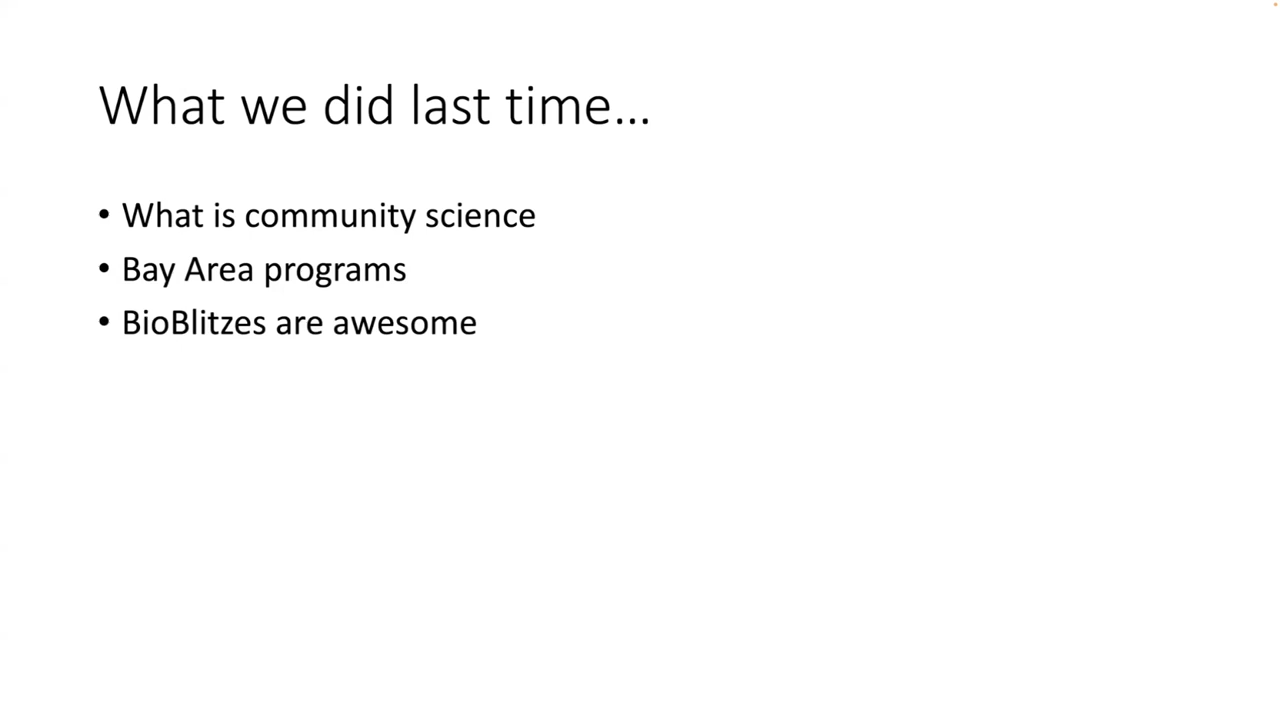 What we did last time...
• What is community science
• Bay Area programs
• BioBlitzes are awesome